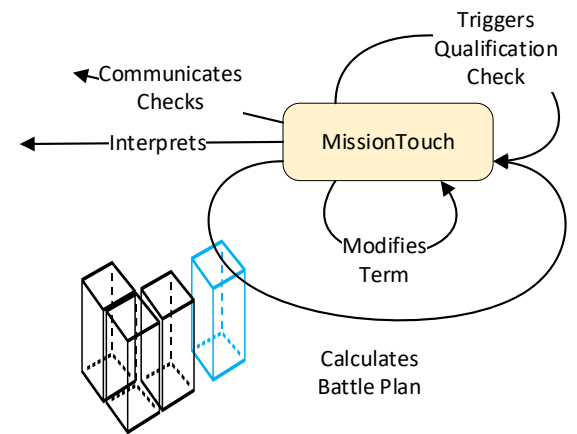 Triggers
Qualification
Check
Communicates
Checks
Interprets
MissionTouch
Modifies
Term
Calculates
Battle Plan